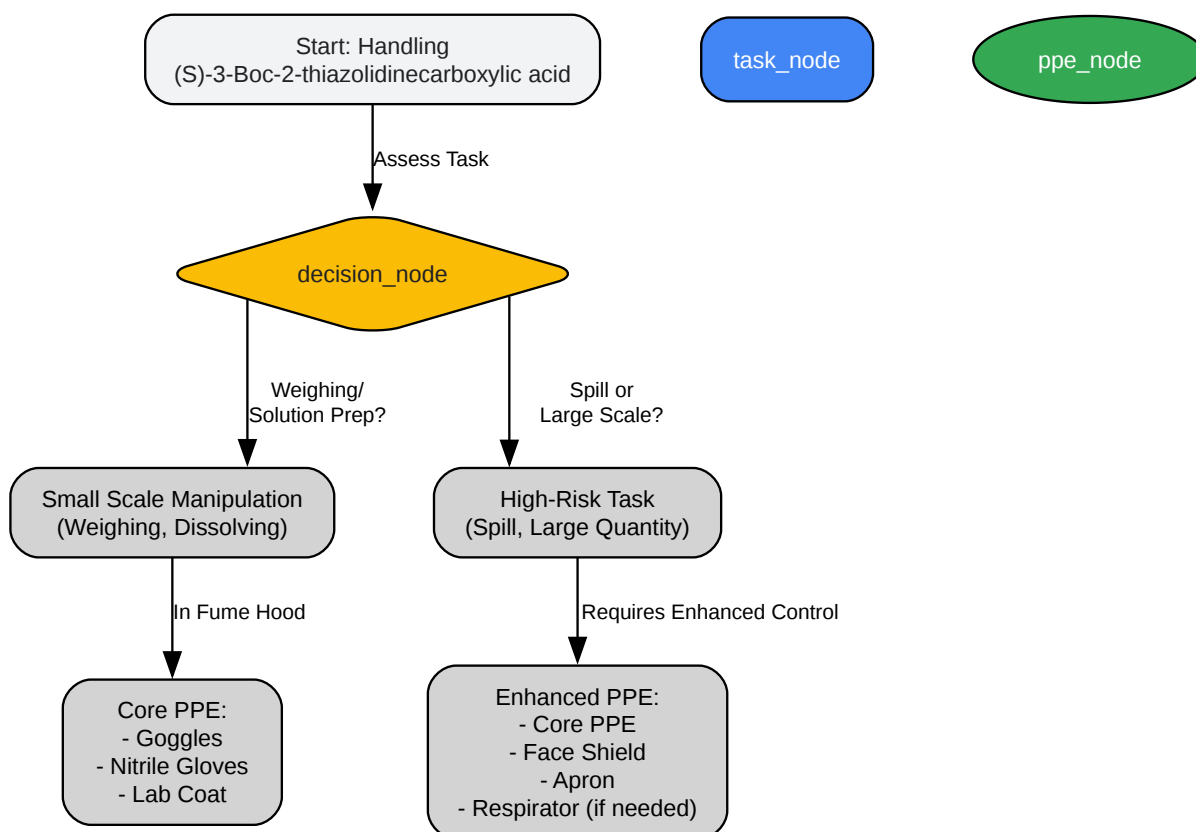 Start: Handling
(S)-3-Boc-2-thiazolidinecarboxylic acid
task_node
ppe_node
Assess Task
decision_node
Weighing/
Solution Prep?
Spill or
Large Scale?
Small Scale Manipulation
(Weighing, Dissolving)
High-Risk Task
(Spill, Large Quantity)
In Fume Hood
Requires Enhanced Control
Core PPE:
- Goggles
- Nitrile Gloves
- Lab Coat
Enhanced PPE:
- Core PPE
- Face Shield
- Apron
- Respirator (if needed)